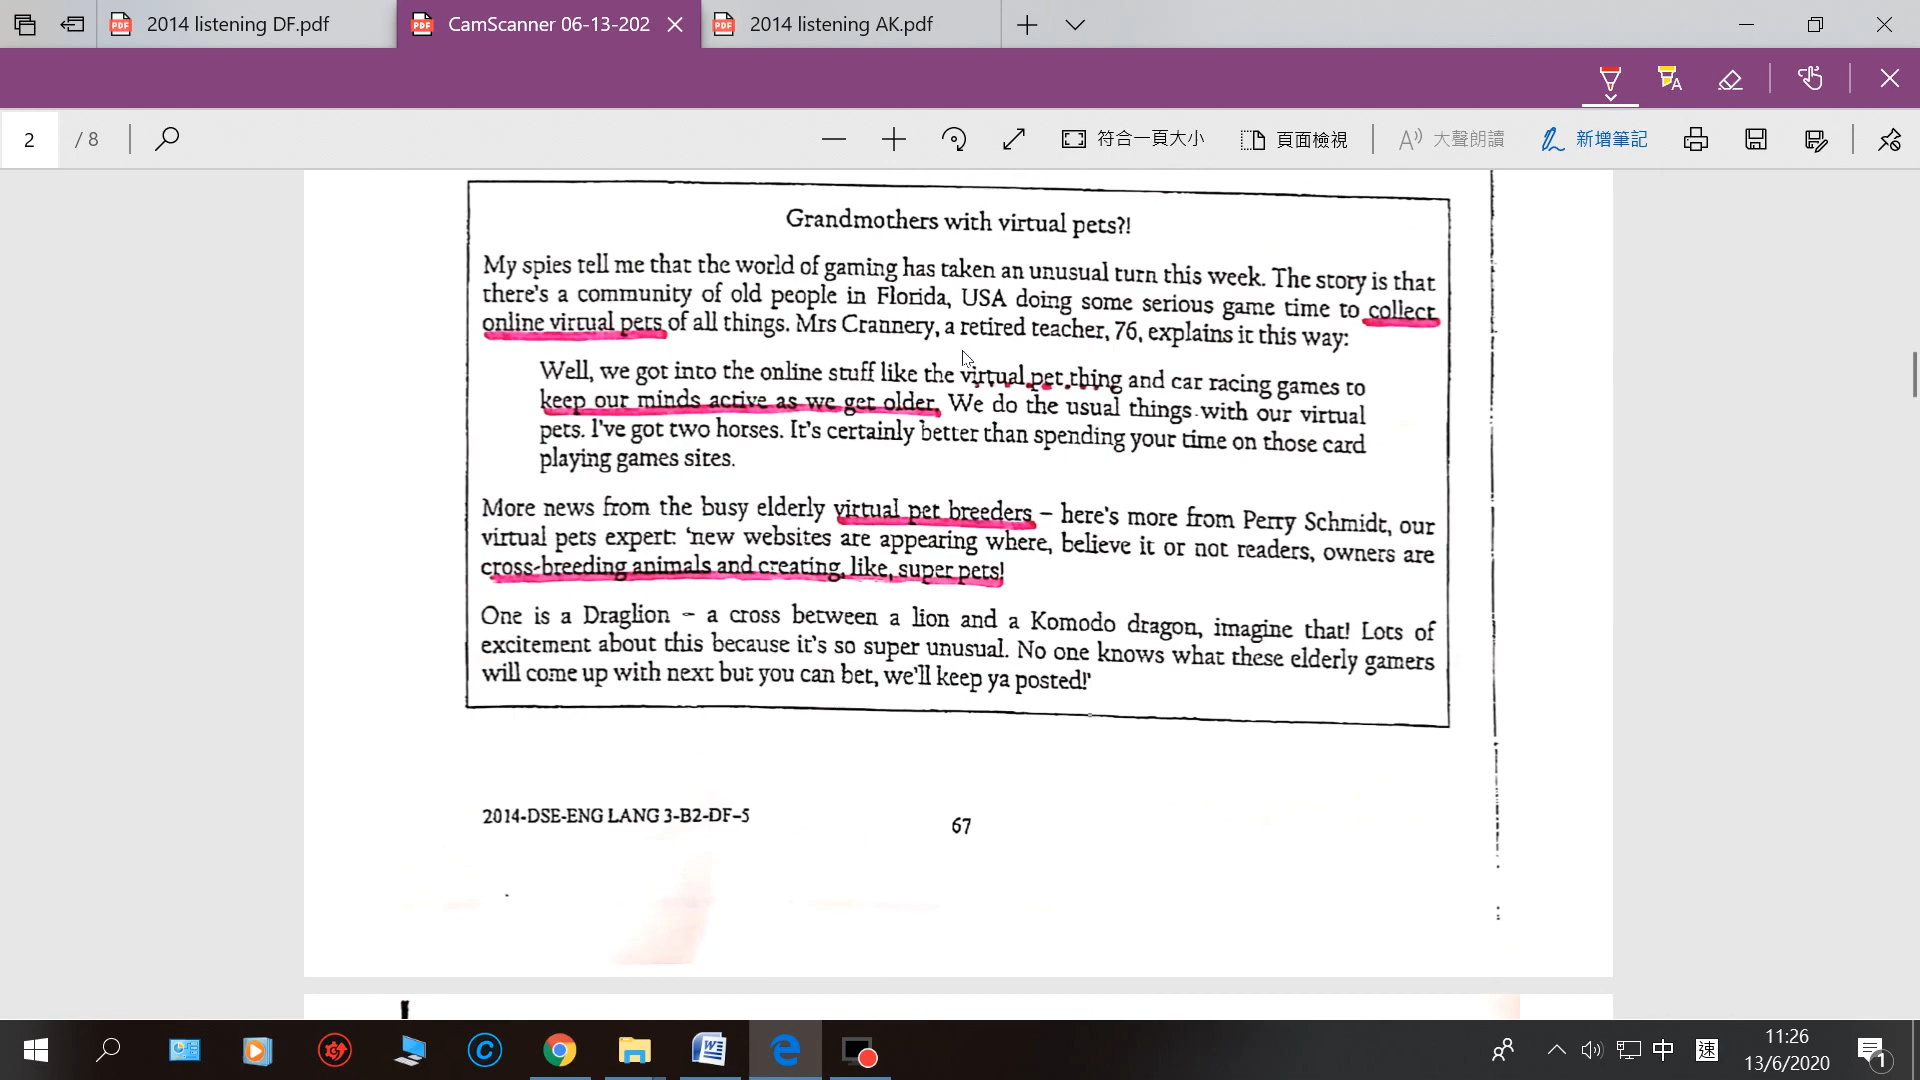 2014 listening DF.pdf
CamScanner 06-13-202
2014 listening AK.pdf
2 / 8
符合一頁大小
頁面檢視
大聲朗讀
新增筆記
Grandmothers with virtual pets?!
My spies tell me that the world of gaming has taken an unusual turn this week. The story is that
there's a community of old people in Florida, USA doing some serious game time to collect
online virtual pets of all things. Mrs Crannery, a retired teacher, 76, explains it this way:
Well, we got into the online stuff like the virtual pet thing and car racing games to
keep our minds active as we get older. We do the usual things with our virtual
pets. I've got two horses. It's certainly better than spending your time on those card
playing games sites.
More news from the busy elderly virtual pet breeders – here's more from Perry Schmidt, our
virtual pets expert: 'new websites are appearing where, believe it or not readers, owners are
cross-breeding animals and creating, like, super pets!
One is a Draglion – a cross between a lion and a Komodo dragon, imagine that! Lots of
excitement about this because it's so super unusual. No one knows what these elderly gamers
will come up with next but you can bet, we'll keep ya posted!'
2014-DSE-ENG LANG 3-B2-DF–5
67
中
速
11:26
13/6/2020
1